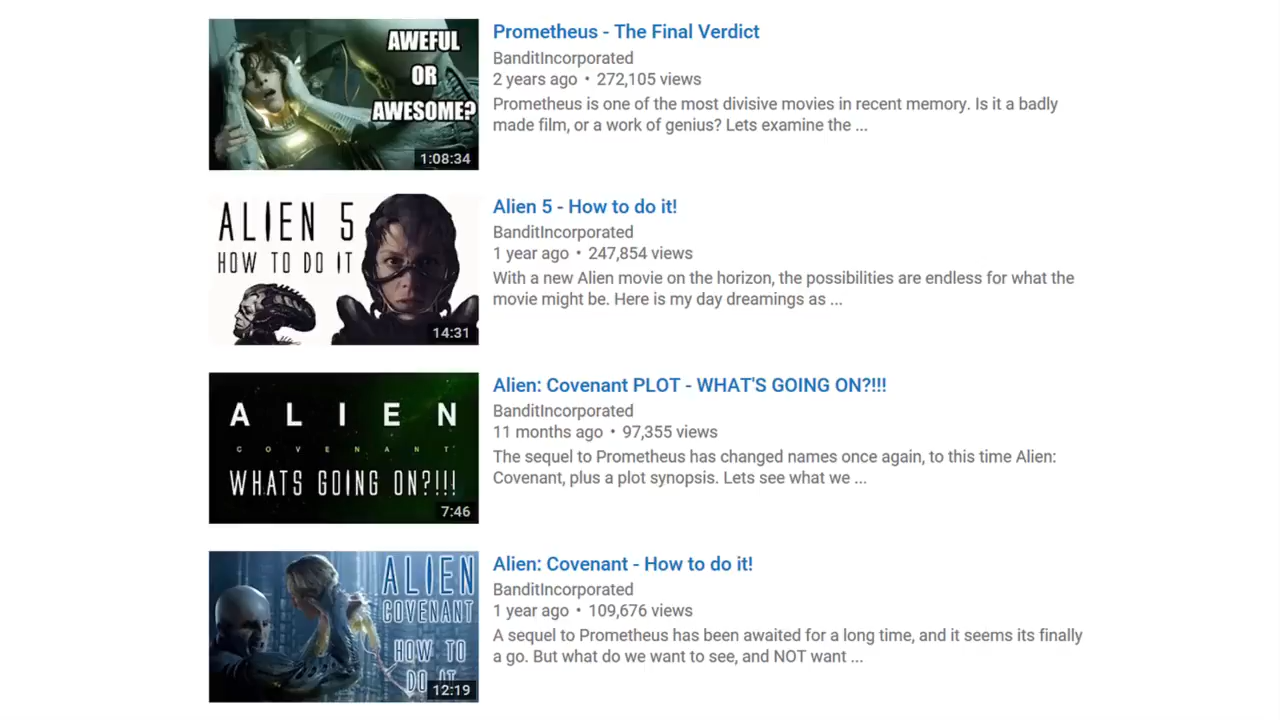 AWEFUL
OR
AWESOME?
1:08:34
Prometheus - The Final Verdict
BanditIncorporated
2 years ago • 272,105 views
Prometheus is one of the most divisive movies in recent memory. Is it a badly
made film, or a work of genius? Lets examine the ...
ALIEN 5
HOW TO DO IT
14:31
Alien 5 - How to do it!
BanditIncorporated
1 year ago • 247,854 views
With a new Alien movie on the horizon, the possibilities are endless for what the
movie might be. Here is my day dreamings as ...
ALIEN
COVENANT
WHATS GOING ON?!!!
7:46
Alien: Covenant PLOT - WHAT'S GOING ON?!!!
BanditIncorporated
11 months ago • 97,355 views
The sequel to Prometheus has changed names once again, to this time Alien:
Covenant, plus a plot synopsis. Lets see what we ...
ALIEN
COVENANT
HOW TO
DO IT
12:19
Alien: Covenant - How to do it!
BanditIncorporated
1 year ago • 109,676 views
A sequel to Prometheus has been awaited for a long time, and it seems its finally
a go. But what do we want to see, and NOT want ...